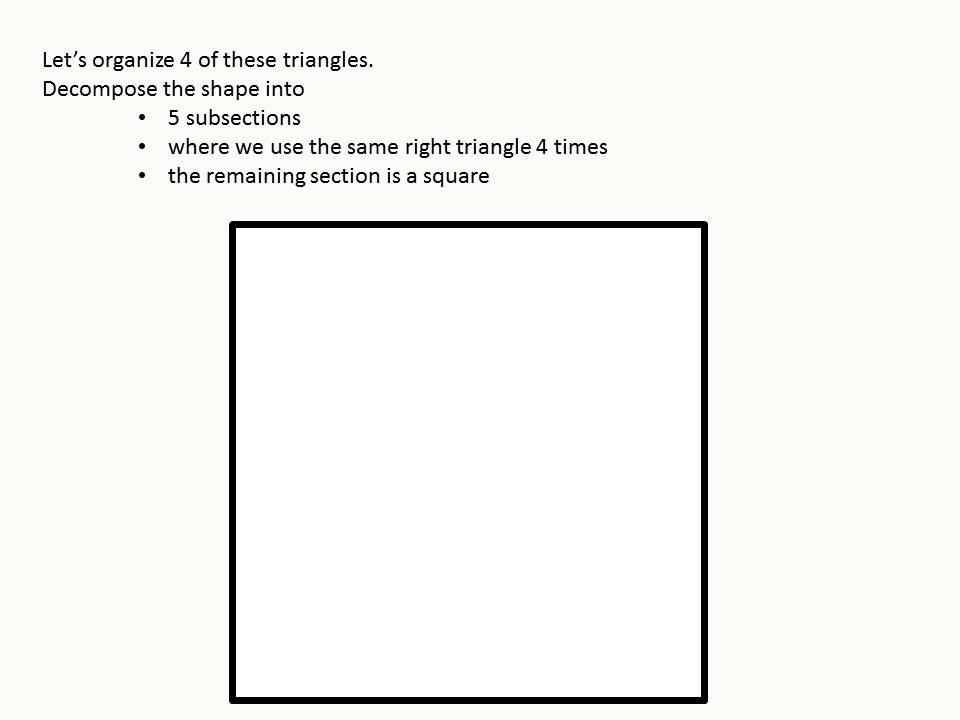 Let’s organize 4 of these triangles.
Decompose the shape into
• 5 subsections
• where we use the same right triangle 4 times
• the remaining section is a square